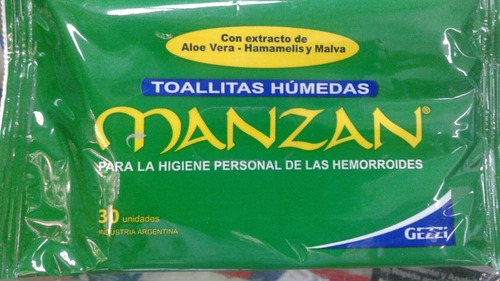 Con extracto de
Aloe Vera - Hamamelis y Malva
TOALLITAS HÚMEDAS
MANZAN®
PARA LA HIGIENE PERSONAL DE LAS HEMORROIDES
30 unidades
INDUSTRIA ARGENTINA
GEZZI